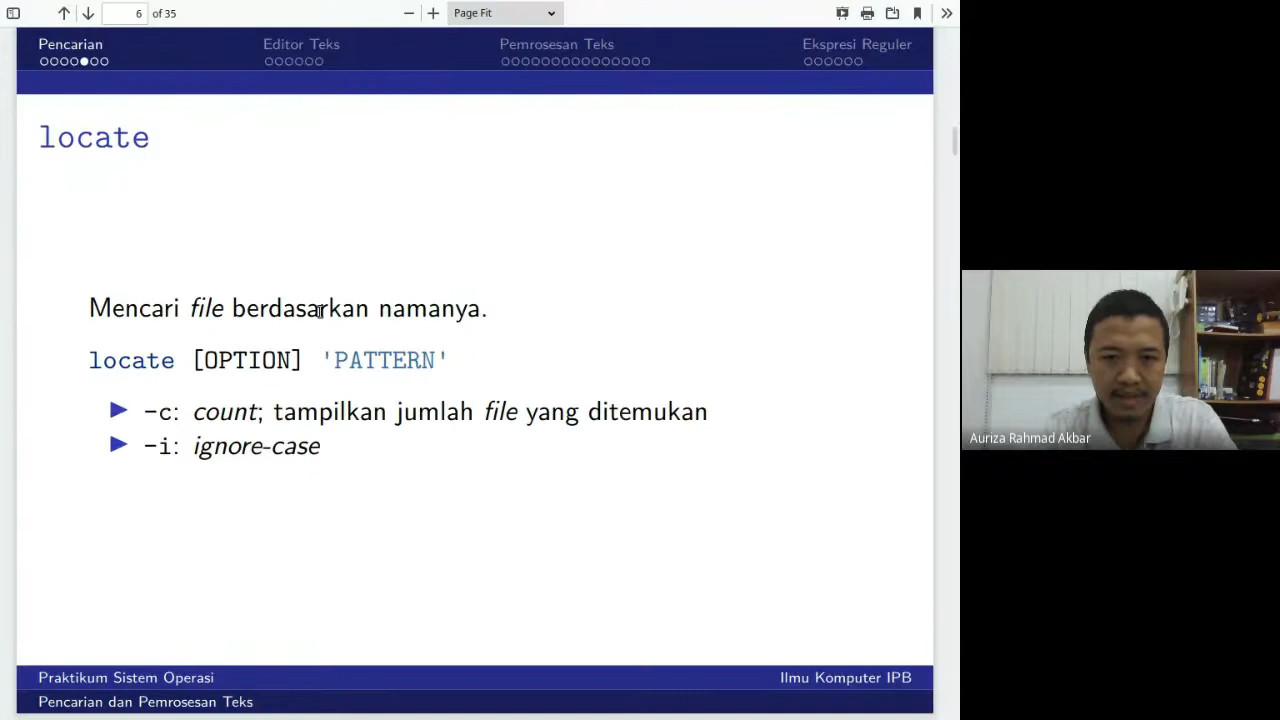 6 of 35
Page Fit
Pencarian
Editor Teks
Pemrosesan Teks
Ekspresi Reguler
locate
Mencari file berdasarkan namanya.
locate [OPTION] 'PATTERN'
-c: count; tampilkan jumlah file yang ditemukan
-i: ignore-case
Auriza Rahmad Akbar
Praktikum Sistem Operasi
Ilmu Komputer IPB
Pencarian dan Pemrosesan Teks